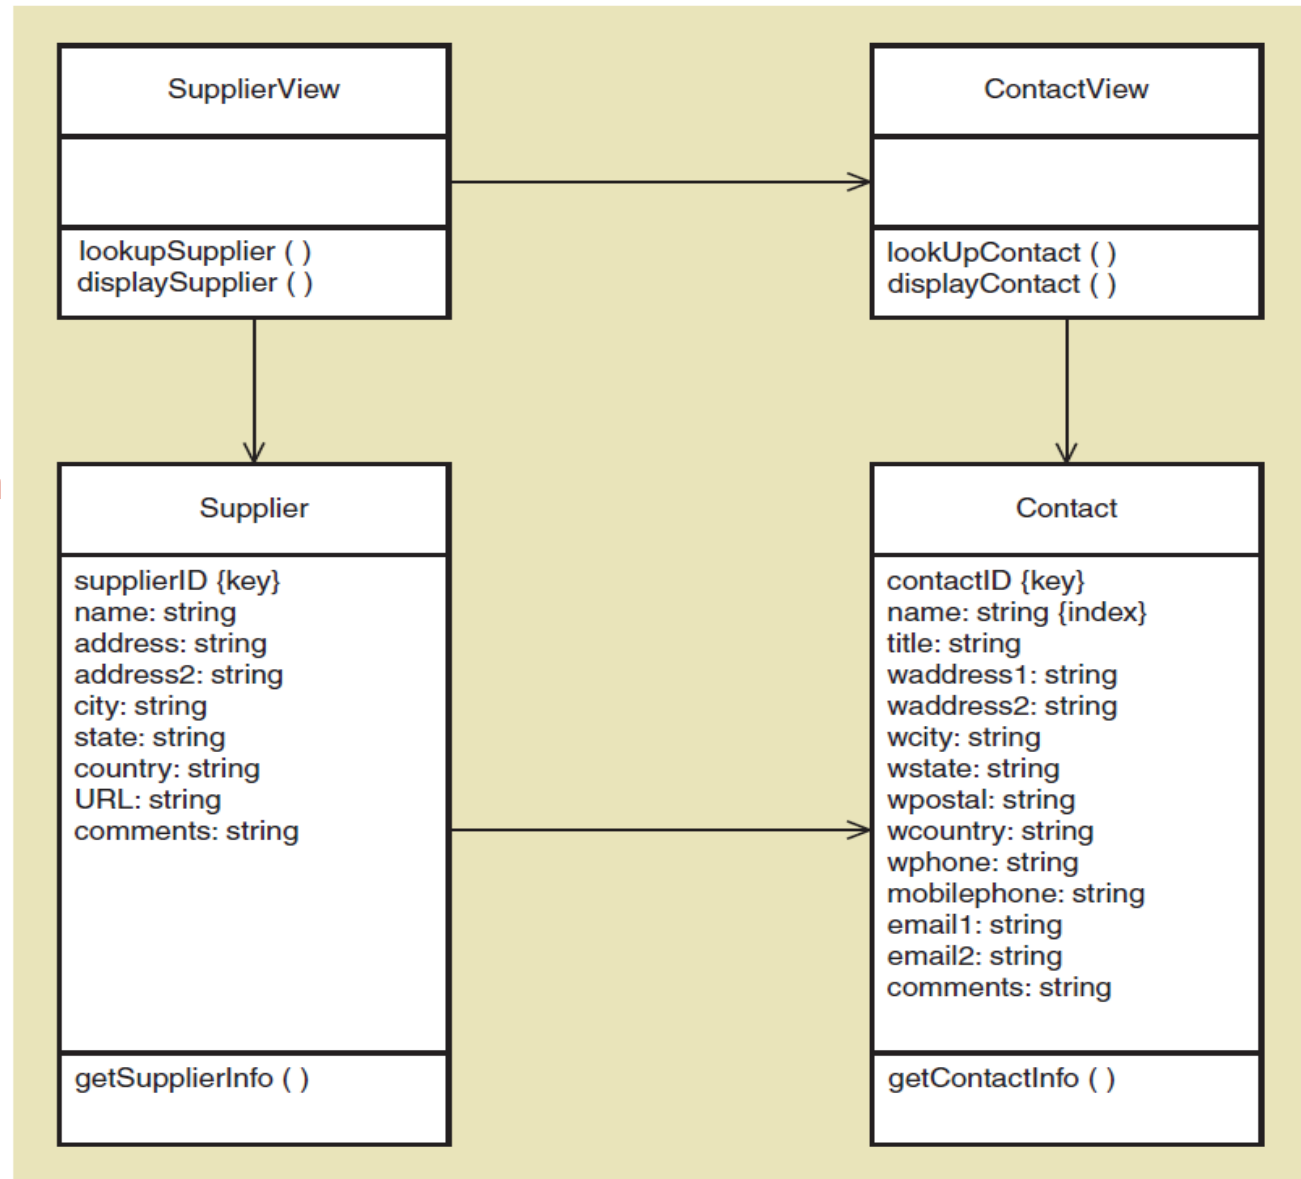 SupplierView
lookupSupplier ( )
displaySupplier ( )
ContactView
lookUpContact ( )
displayContact ( )
Supplier
supplierID {key}
name: string
address: string
address2: string
city: string
state: string
country: string
URL: string
comments: string
getSupplierInfo ( )
Contact
contactID {key}
name: string {index}
title: string
waddress1: string
waddress2: string
wcity: string
wstate: string
wpostal: string
wcountry: string
wphone: string
mobilephone: string
email1: string
email2: string
comments: string
getContactInfo ( )